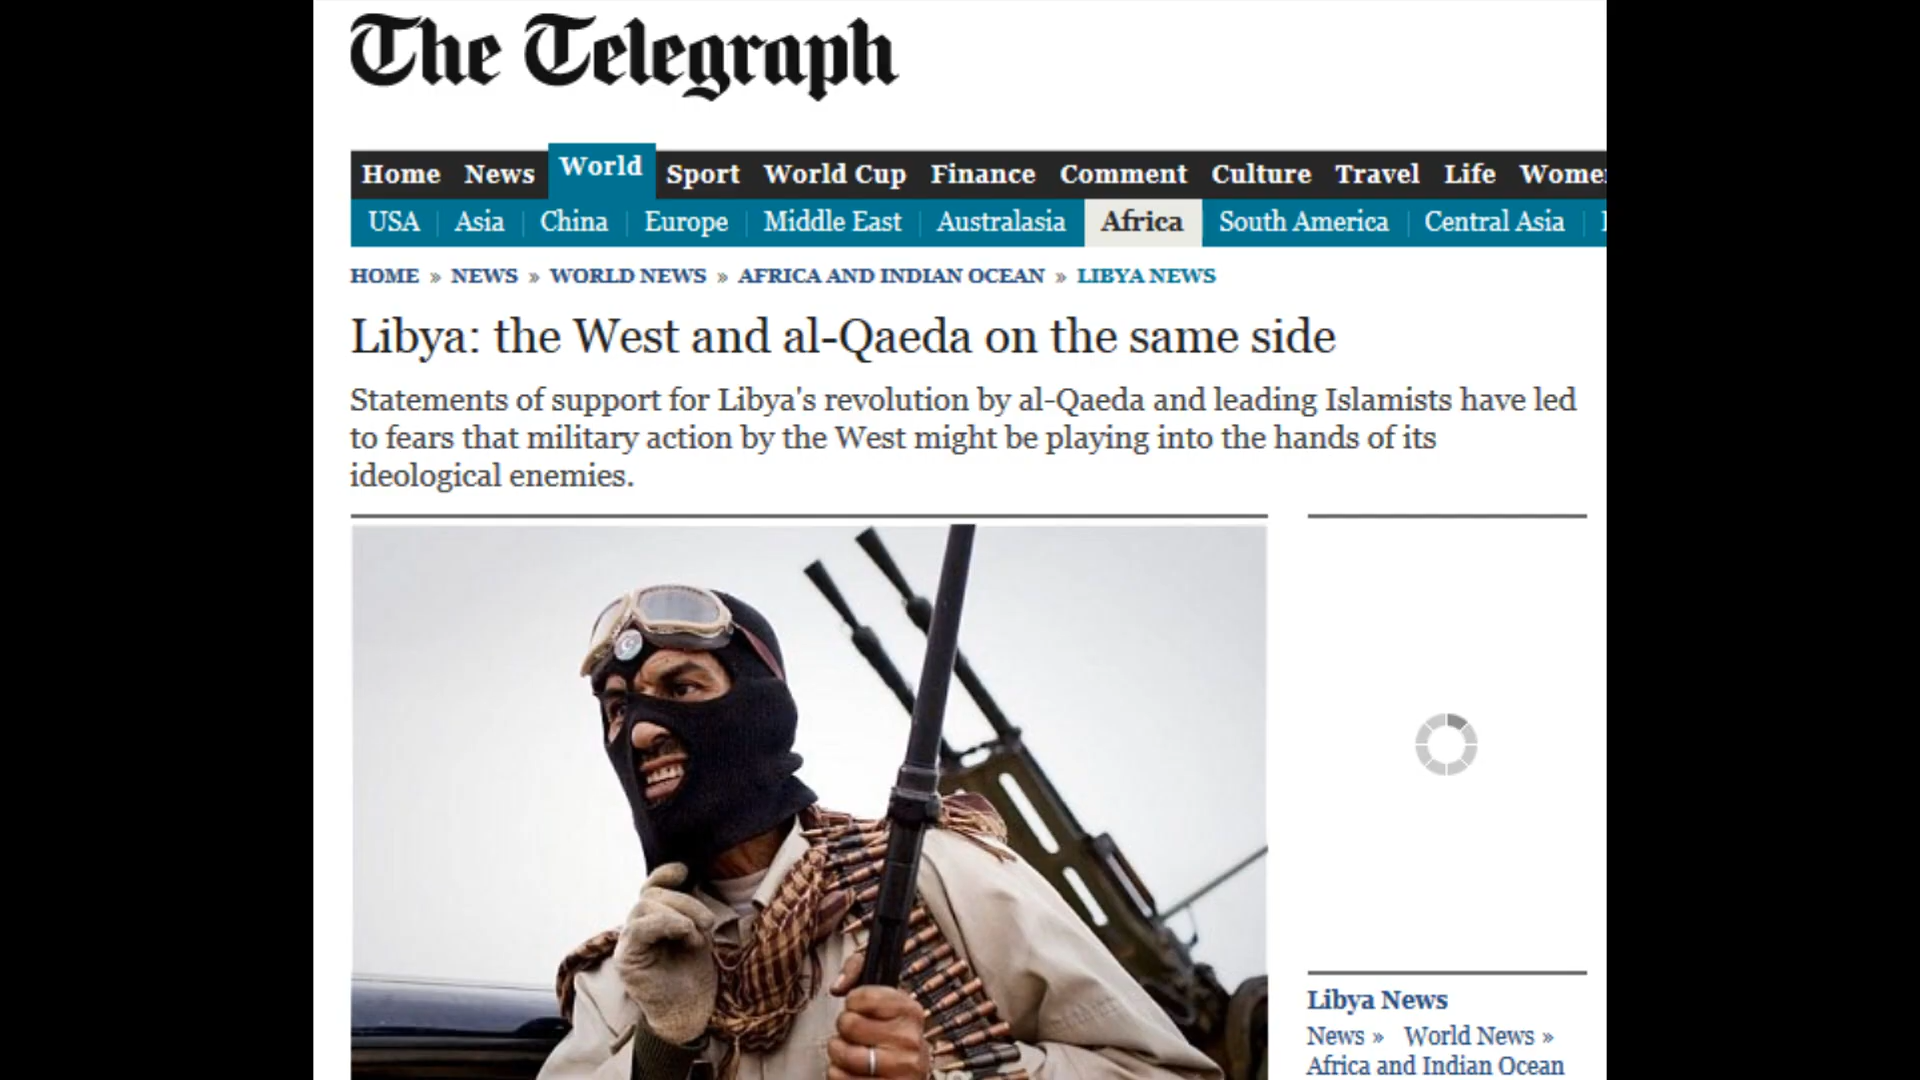 The Telegraph
Home News World Sport World Cup Finance Comment Culture Travel Life
USA Asia China Europe Middle East Australasia Africa South America Central Asia
HOME » NEWS » WORLD NEWS » AFRICA AND INDIAN OCEAN » LIBYA NEWS
Libya: the West and al-Qaeda on the same side
Statements of support for Libya's revolution by al-Qaeda and leading Islamists have led
to fears that military action by the West might be playing into the hands of its
ideological enemies.
Libya News
News » World News »
Africa and Indian Ocean